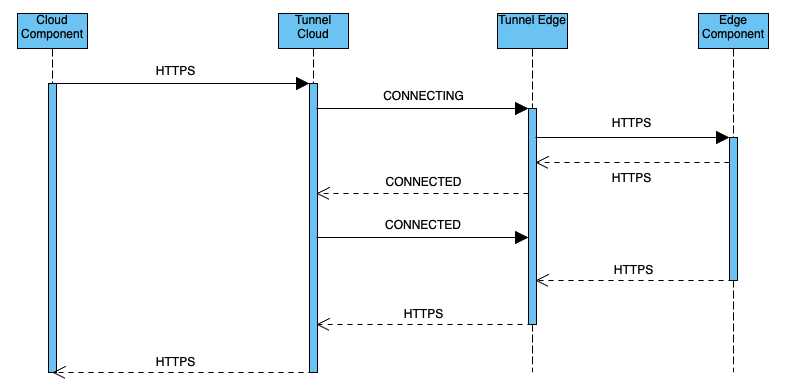 Cloud
Component
Tunnel
Cloud
Tunnel Edge
Edge
Component
HTTPS
CONNECTING
HTTPS
HTTPS
CONNECTED
CONNECTED
HTTPS
HTTPS
HTTPS